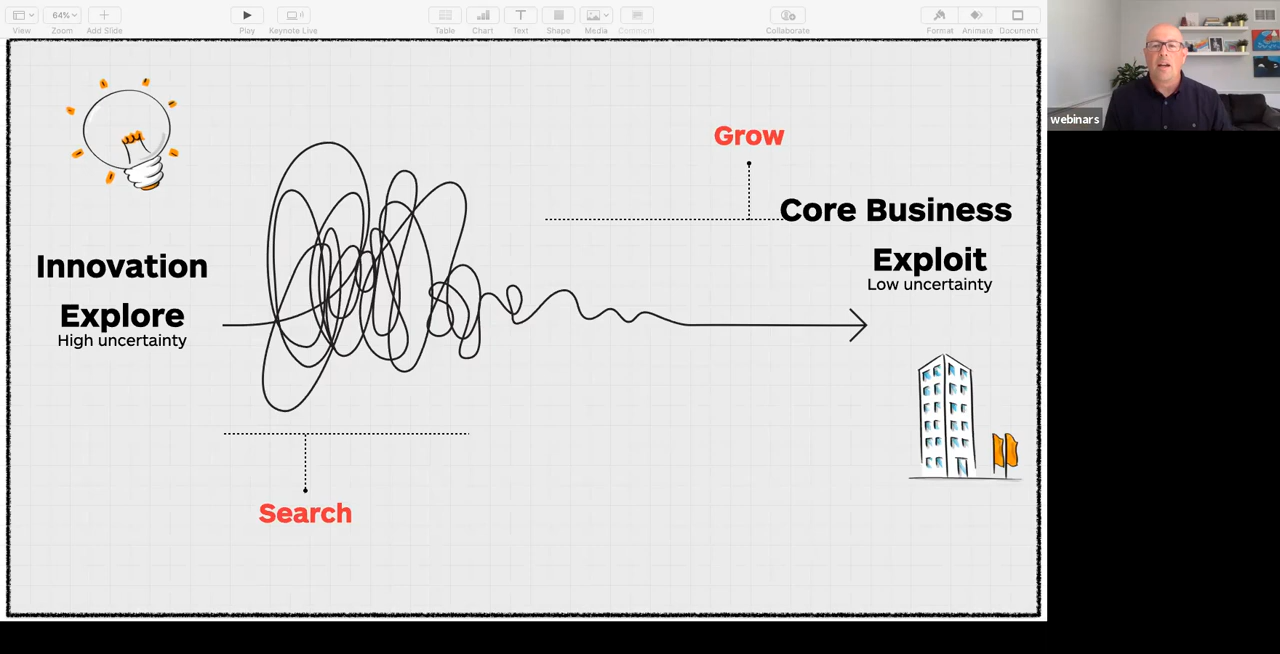 64%
View
Zoom
Add Slide
Play
Keynote Live
Table
Chart
Text
Shape
Media
Comment
Collaborate
Format
Animate
Document
webinars
Grow
Core Business
Innovation
Exploit
Low uncertainty
Explore
High uncertainty
Search